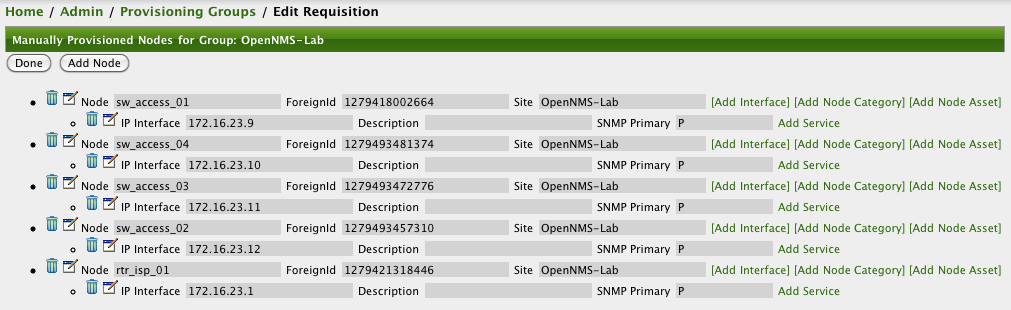 Home / Admin / Provisioning Groups / Edit Requisition
Manually Provisioned Nodes for Group: OpenNMS-Lab
Done Add Node
Node sw_access_01 ForeignId 1279418002664 Site OpenNMS-Lab [Add Interface] [Add Node Category] [Add Node Asset]
IP Interface 172.16.23.9 Description SNMP Primary P Add Service
Node sw_access_04 ForeignId 1279493481374 Site OpenNMS-Lab [Add Interface] [Add Node Category] [Add Node Asset]
IP Interface 172.16.23.10 Description SNMP Primary P Add Service
Node sw_access_03 ForeignId 1279493472776 Site OpenNMS-Lab [Add Interface] [Add Node Category] [Add Node Asset]
IP Interface 172.16.23.11 Description SNMP Primary P Add Service
Node sw_access_02 ForeignId 1279493457310 Site OpenNMS-Lab [Add Interface] [Add Node Category] [Add Node Asset]
IP Interface 172.16.23.12 Description SNMP Primary P Add Service
Node rtr_isp_01 ForeignId 1279421318446 Site OpenNMS-Lab [Add Interface] [Add Node Category] [Add Node Asset]
IP Interface 172.16.23.1 Description SNMP Primary P Add Service